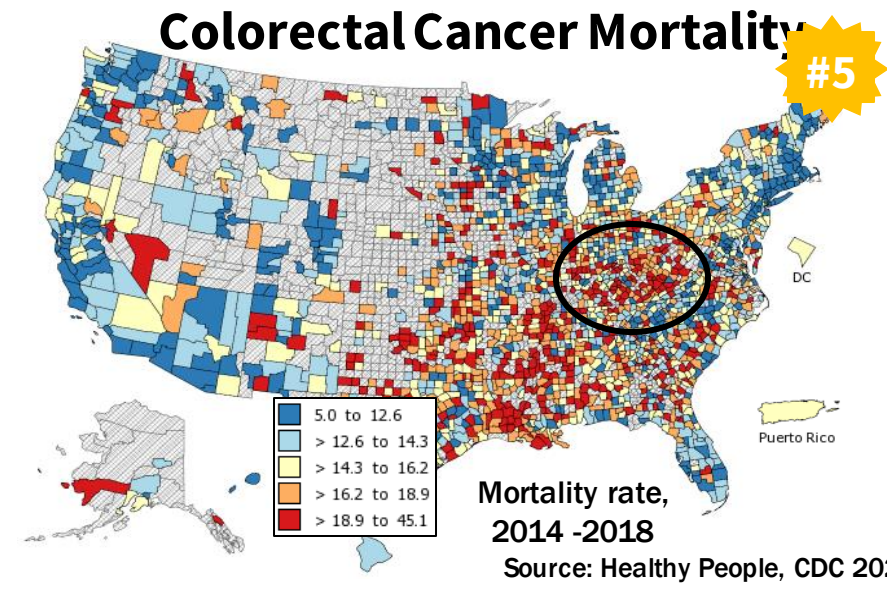 Colorectal Cancer Mortality
#5
DC
Puerto Rico
5.0 to 12.6
> 12.6 to 14.3
> 14.3 to 16.2
> 16.2 to 18.9
> 18.9 to 45.1
Mortality rate,
2014 -2018
Source: Healthy People, CDC